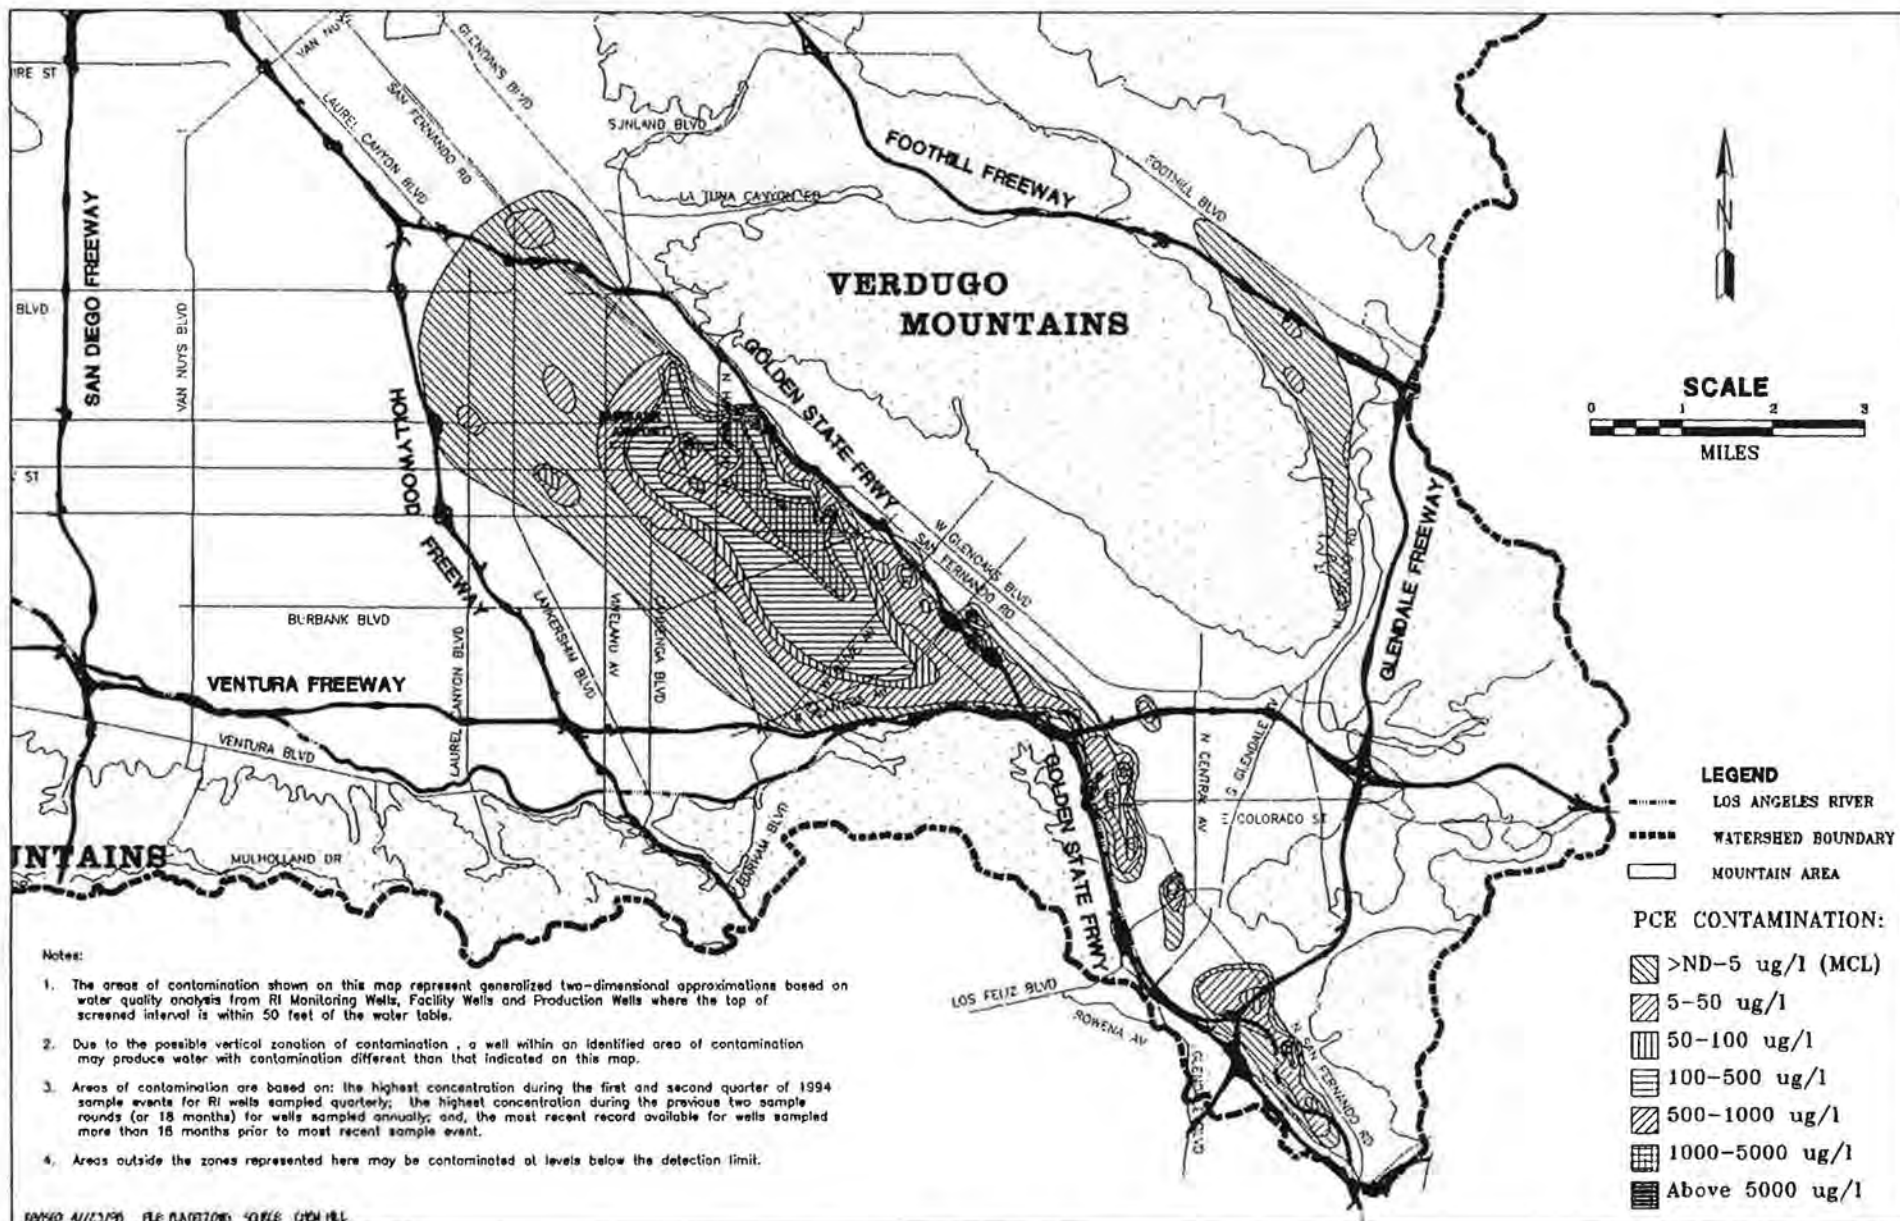 VAN NUY
GLENOAKS BLVD
IRE ST
SAN FERNANDO RD
LAUREL CANYON BLVD
SUNLAND BLVD
FOOTHILL FREEWAY
FOOTHILL BLVD
LA TUNA CANYON RD
N
SAN DIEGO FREEWAY
VAN NUYS BLVD
BLVD
VERDUGO
MOUNTAINS
HOLLYWOOD
FREEWAY
GOLDEN STATE FRWY
SCALE
0 1 2 3
MILES
ST
W GLENOAKS BLVD
SAN FERNANDO RD
GLENDALE FREEWAY
BURBANK BLVD
LAUREL CANYON BLVD
LANKERSHIM BLVD
VINELAND AV
CAHUENGA BLVD
VENTURA FREEWAY
VENTURA BLVD
N CENTRAL AV
S GLENDALE AV
E COLORADO ST
GOLDEN STATE FRWY
BARHAM BLVD
UNTAINS
MULHOLLAND DR
LOS FELIZ BLVD
ROWENA AV
N SAN FERNANDO RD
LEGEND
LOS ANGELES RIVER
WATERSHED BOUNDARY
MOUNTAIN AREA
PCE CONTAMINATION:
>ND-5 ug/l (MCL)
5-50 ug/l
50-100 ug/l
100-500 ug/l
500-1000 ug/l
1000-5000 ug/l
Above 5000 ug/l
Notes:
1. The areas of contamination shown on this map represent generalized two-dimensional approximations based on
water quality analysis from RI Monitoring Wells, Facility Wells and Production Wells where the top of
screened interval is within 50 feet of the water table.
2. Due to the possible vertical zonation of contamination , a well within an identified area of contamination
may produce water with contamination different than that indicated on this map.
3. Areas of contamination are based on: the highest concentration during the first and second quarter of 1994
sample events for RI wells sampled quarterly; the highest concentration during the previous two sample
rounds (or 18 months) for wells sampled annually; and, the most recent record available for wells sampled
more than 18 months prior to most recent sample event.
4. Areas outside the zones represented here may be contaminated at levels below the detection limit.